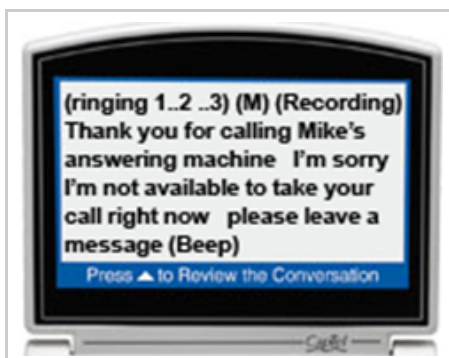 (ringing 1..2 ..3) (M) (Recording)
Thank you for calling Mike's
answering machine   I'm sorry
I'm not available to take your
call right now   please leave a
message (Beep)
Press ▲ to Review the Conversation
CapTel